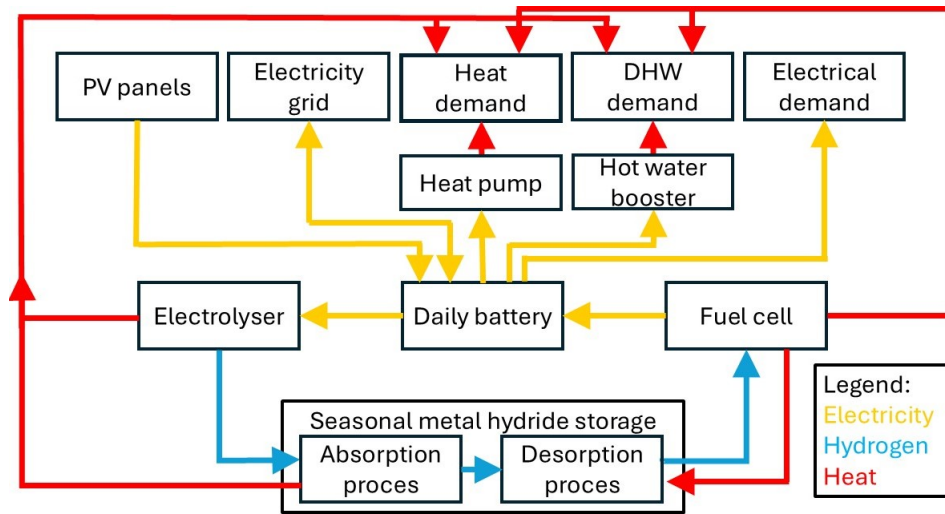 PV panels
Electricity
grid
Heat
demand
DHW
demand
Electrical
demand
Heat pump
Hot water
booster
Electrolyser
Daily battery
Fuel cell
Seasonal metal hydride storage
Absorption
proces
Desorption
proces
Legend:
Electricity
Hydrogen
Heat